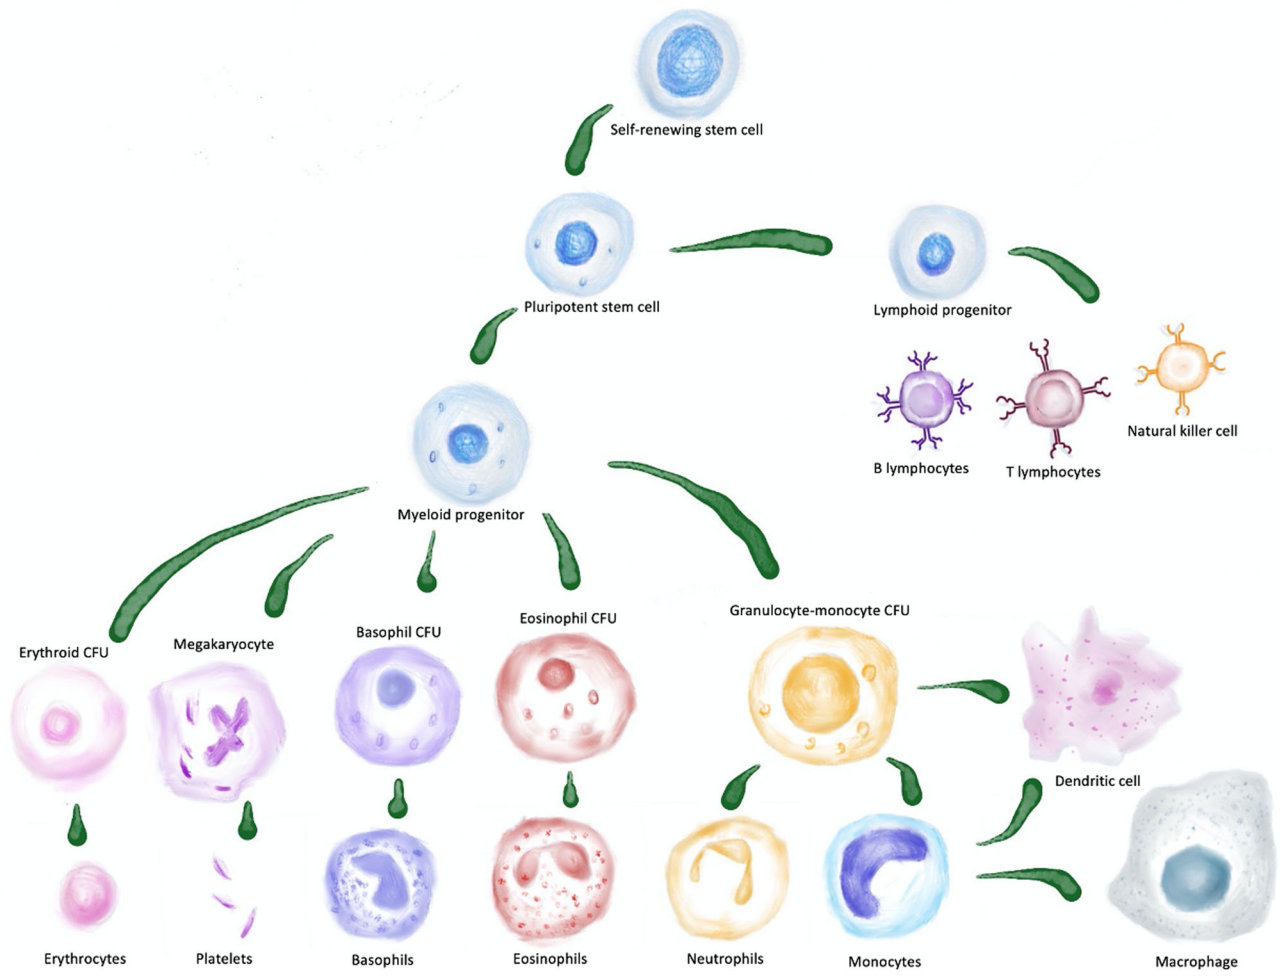 Self-renewing stem cell
Pluripotent stem cell
Lymphoid progenitor
B lymphocytes
T lymphocytes
Natural killer cell
Myeloid progenitor
Erythroid CFU
Megakaryocyte
Basophil CFU
Eosinophil CFU
Granulocyte-monocyte CFU
Dendritic cell
Erythrocytes
Platelets
Basophils
Eosinophils
Neutrophils
Monocytes
Macrophage